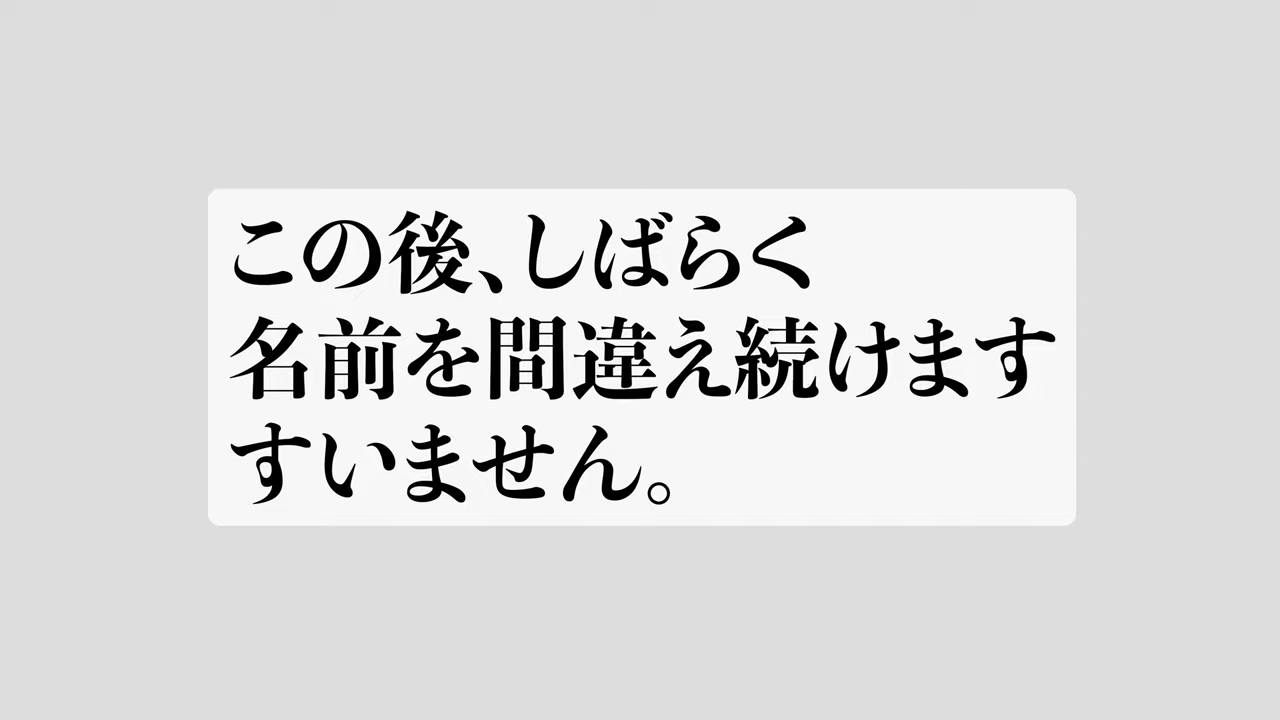 この後、しばらく
名前を間違え続けます
すいません。